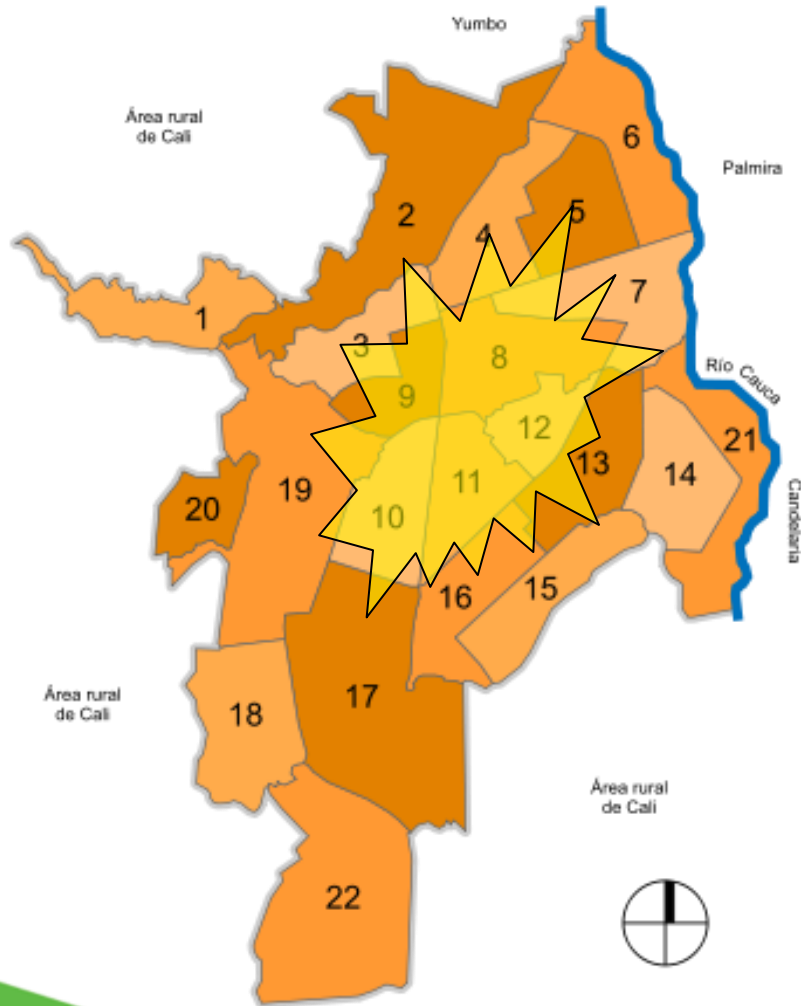 Yumbo
Área rural
de Cali
6
Palmira
2
5
4
7
1
3
8
Río Cauca
9
12
21
13
14
11
19
20
10
Candelaria
15
16
Área rural
de Cali
17
18
Área rural
de Cali
22